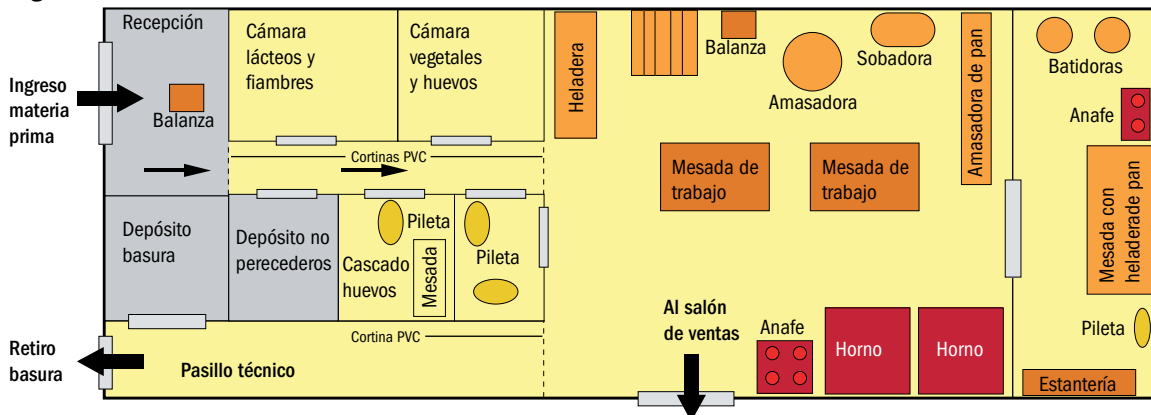 Recepción
Cámara
lácteos y
fiambres
Cámara
vegetales
y huevos
Heladera
Balanza
Amasadora
Sobadora
Amasadora de pan
Batidoras
Ingreso
materia
prima
Balanza
Anafe
Cortinas PVC
Mesada de
trabajo
Mesada de
trabajo
Mesada con
heladerade pan
Depósito
basura
Depósito no
perecederos
Pileta
Cascado
huevos
Mesada
Pileta
Al salón
de ventas
Anafe
Horno
Horno
Pileta
Cortina PVC
Retiro
basura
Pasillo técnico
Estantería